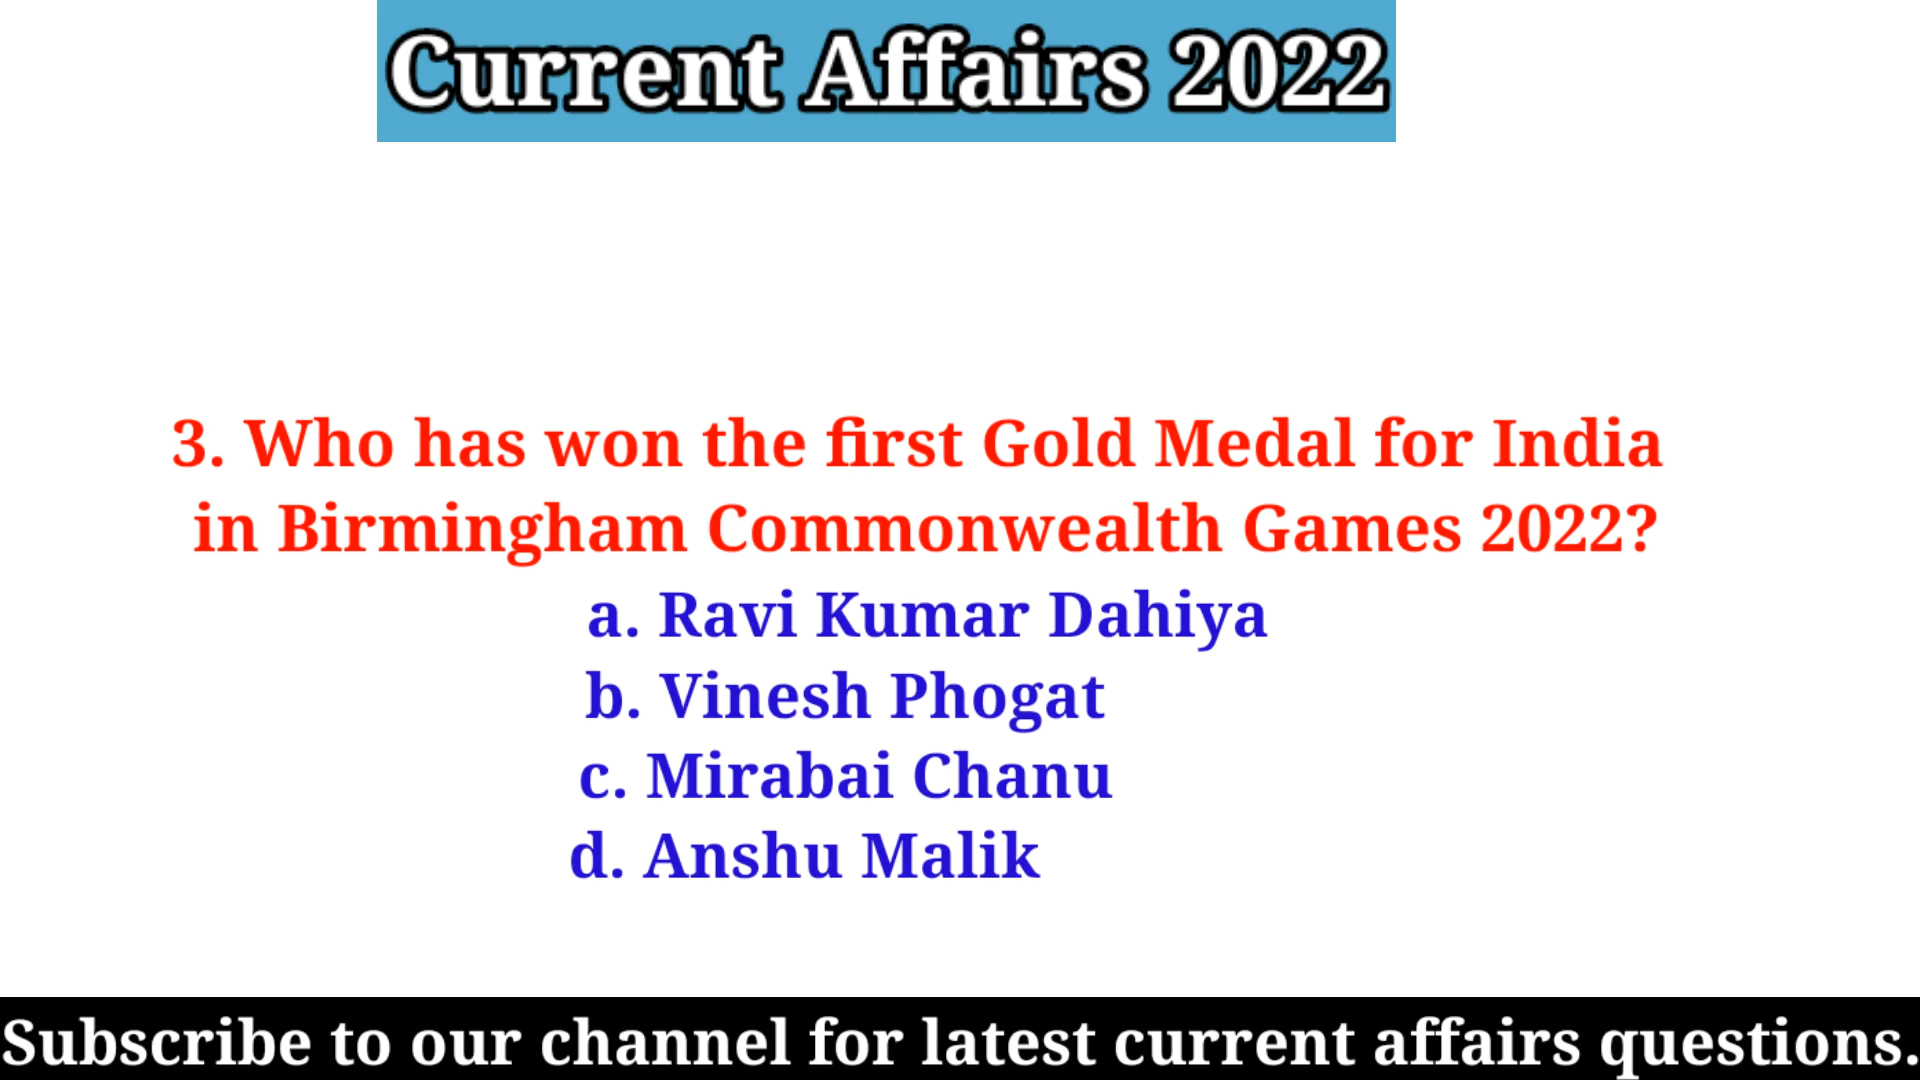 Current Affairs 2022
3. Who has won the first Gold Medal for India
in Birmingham Commonwealth Games 2022?
a. Ravi Kumar Dahiya
b. Vinesh Phogat
c. Mirabai Chanu
d. Anshu Malik
Subscribe to our channel for latest current affairs questions.